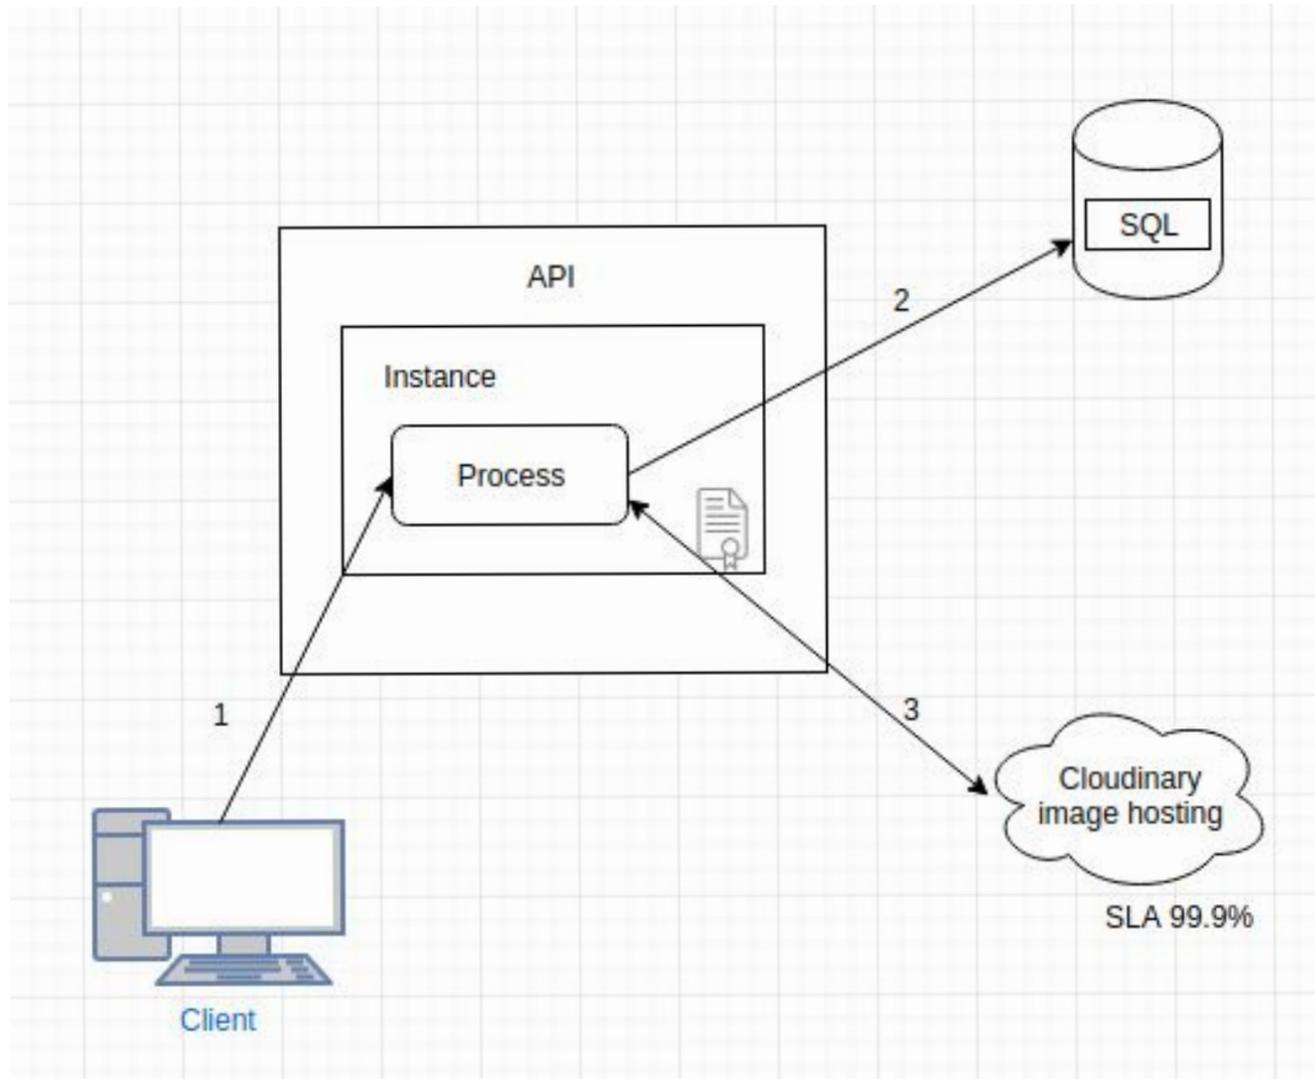 SQL
API
2
Instance
Process
1
3
Cloudinary
image hosting
SLA 99.9%
Client